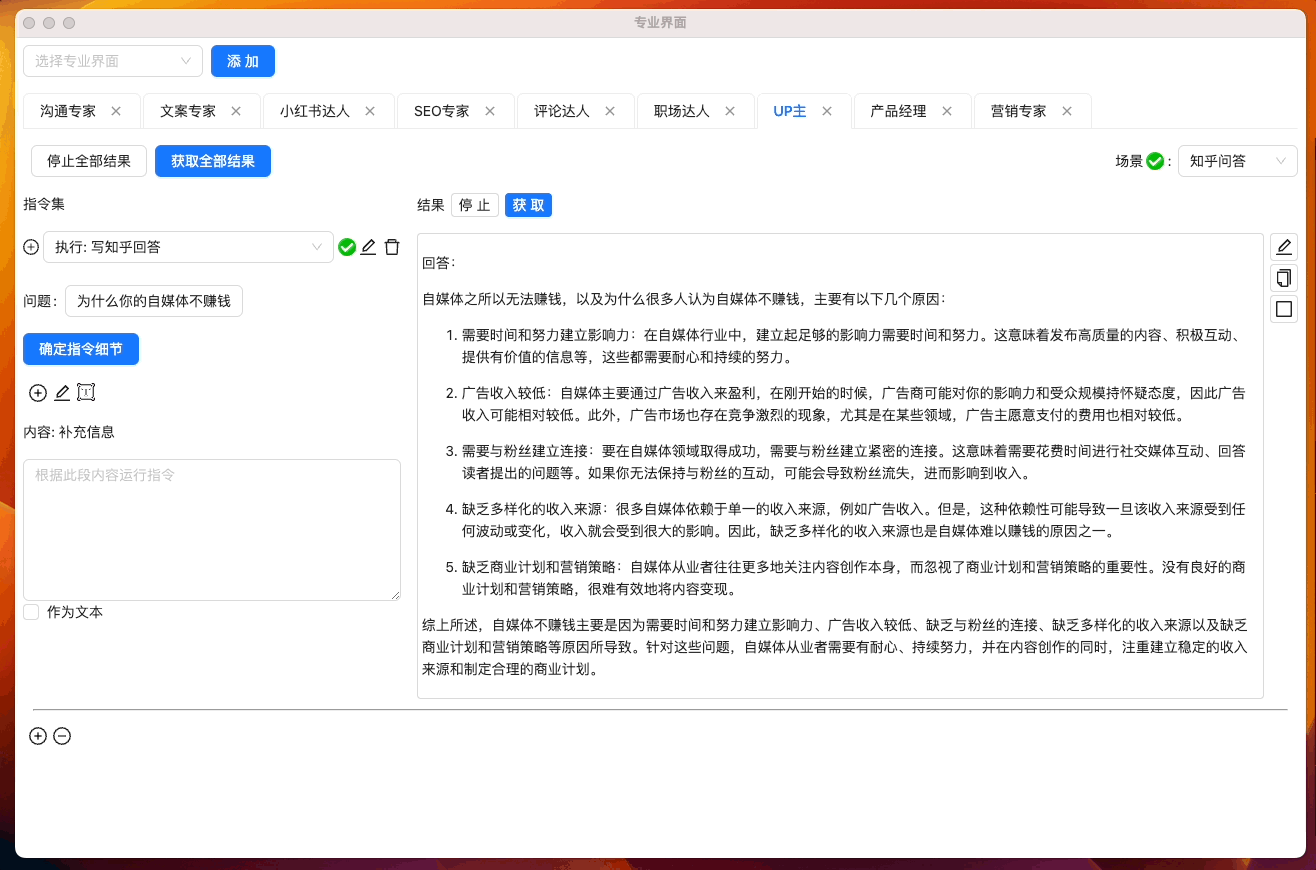 专业界面
选择专业界面
添 加
沟通专家
文案专家
小红书达人
SEO专家
评论达人
职场达人
UP主
产品经理
营销专家
停止全部结果
获取全部结果
场景 :
知乎问答
指令集
结果
停 止
获 取
执行: 写知乎回答
问题:
为什么你的自媒体不赚钱
确定指令细节
内容: 补充信息
根据此段内容运行指令
作为文本
回答：
自媒体之所以无法赚钱，以及为什么很多人认为自媒体不赚钱，主要有以下几个原因：
1. 需要时间和努力建立影响力：在自媒体行业中，建立起足够的影响力需要时间和努力。这意味着发布高质量的内容、积极互动、
提供有价值的信息等，这些都需要耐心和持续的努力。
2. 广告收入较低：自媒体主要通过广告收入来盈利，在刚开始的时候，广告商可能对你的影响力和受众规模持怀疑态度，因此广告
收入可能相对较低。此外，广告市场也存在竞争激烈的现象，尤其是在某些领域，广告主愿意支付的费用也相对较低。
3. 需要与粉丝建立连接：要在自媒体领域取得成功，需要与粉丝建立紧密的连接。这意味着需要花费时间进行社交媒体互动、回答
读者提出的问题等。如果你无法保持与粉丝的互动，可能会导致粉丝流失，进而影响到收入。
4. 缺乏多样化的收入来源：很多自媒体依赖于单一的收入来源，例如广告收入。但是，这种依赖性可能导致一旦该收入来源受到任
何波动或变化，收入就会受到很大的影响。因此，缺乏多样化的收入来源也是自媒体难以赚钱的原因之一。
5. 缺乏商业计划和营销策略：自媒体从业者往往更多地关注内容创作本身，而忽视了商业计划和营销策略的重要性。没有良好的商
业计划和营销策略，很难有效地将内容变现。
综上所述，自媒体不赚钱主要是因为需要时间和努力建立影响力、广告收入较低、缺乏与粉丝的连接、缺乏多样化的收入来源以及缺乏
商业计划和营销策略等原因所导致。针对这些问题，自媒体从业者需要有耐心、持续努力，并在内容创作的同时，注重建立稳定的收入
来源和制定合理的商业计划。